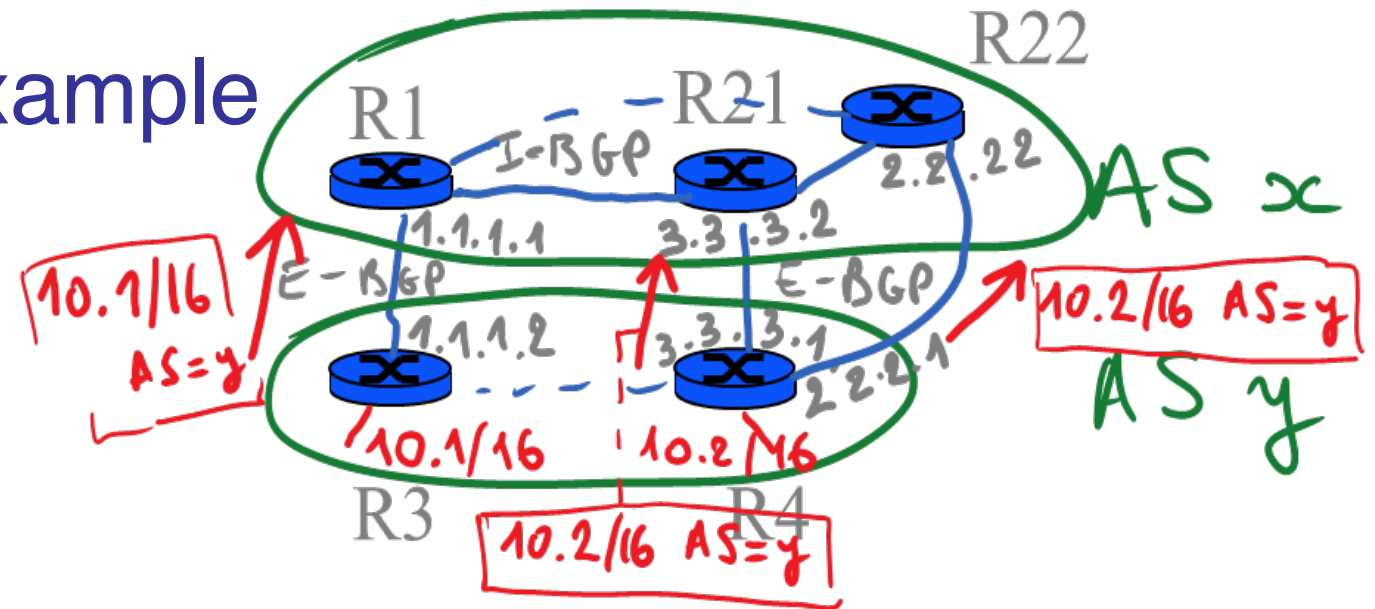 xample
R22
R1
R21
I-BGP
2.2.2.22
AS x
1.1.1.1
3.3.3.2
10.1/16
AS=y
E-BGP
E-BGP
10.2/16 AS=y
1.1.1.2
3.3.3.1
2.2.2.1
AS y
10.1/16
10.2/16
R3
R4
10.2/16 AS=y